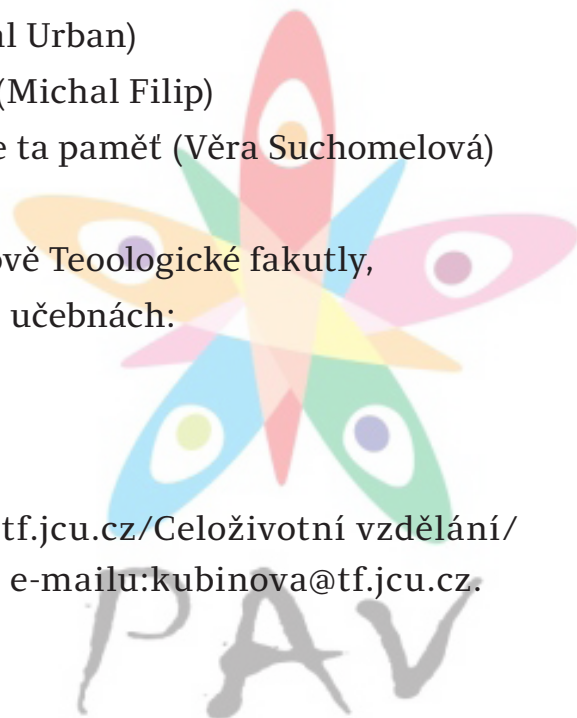 al Urban)
(Michal Filip)
e ta paměť (Věra Suchomelová)
ově Teoologické fakutly,
učebnách:
tf.jcu.cz/Celoživotní vzdělání/
e-mailu:kubinova@tf.jcu.cz.
PAV